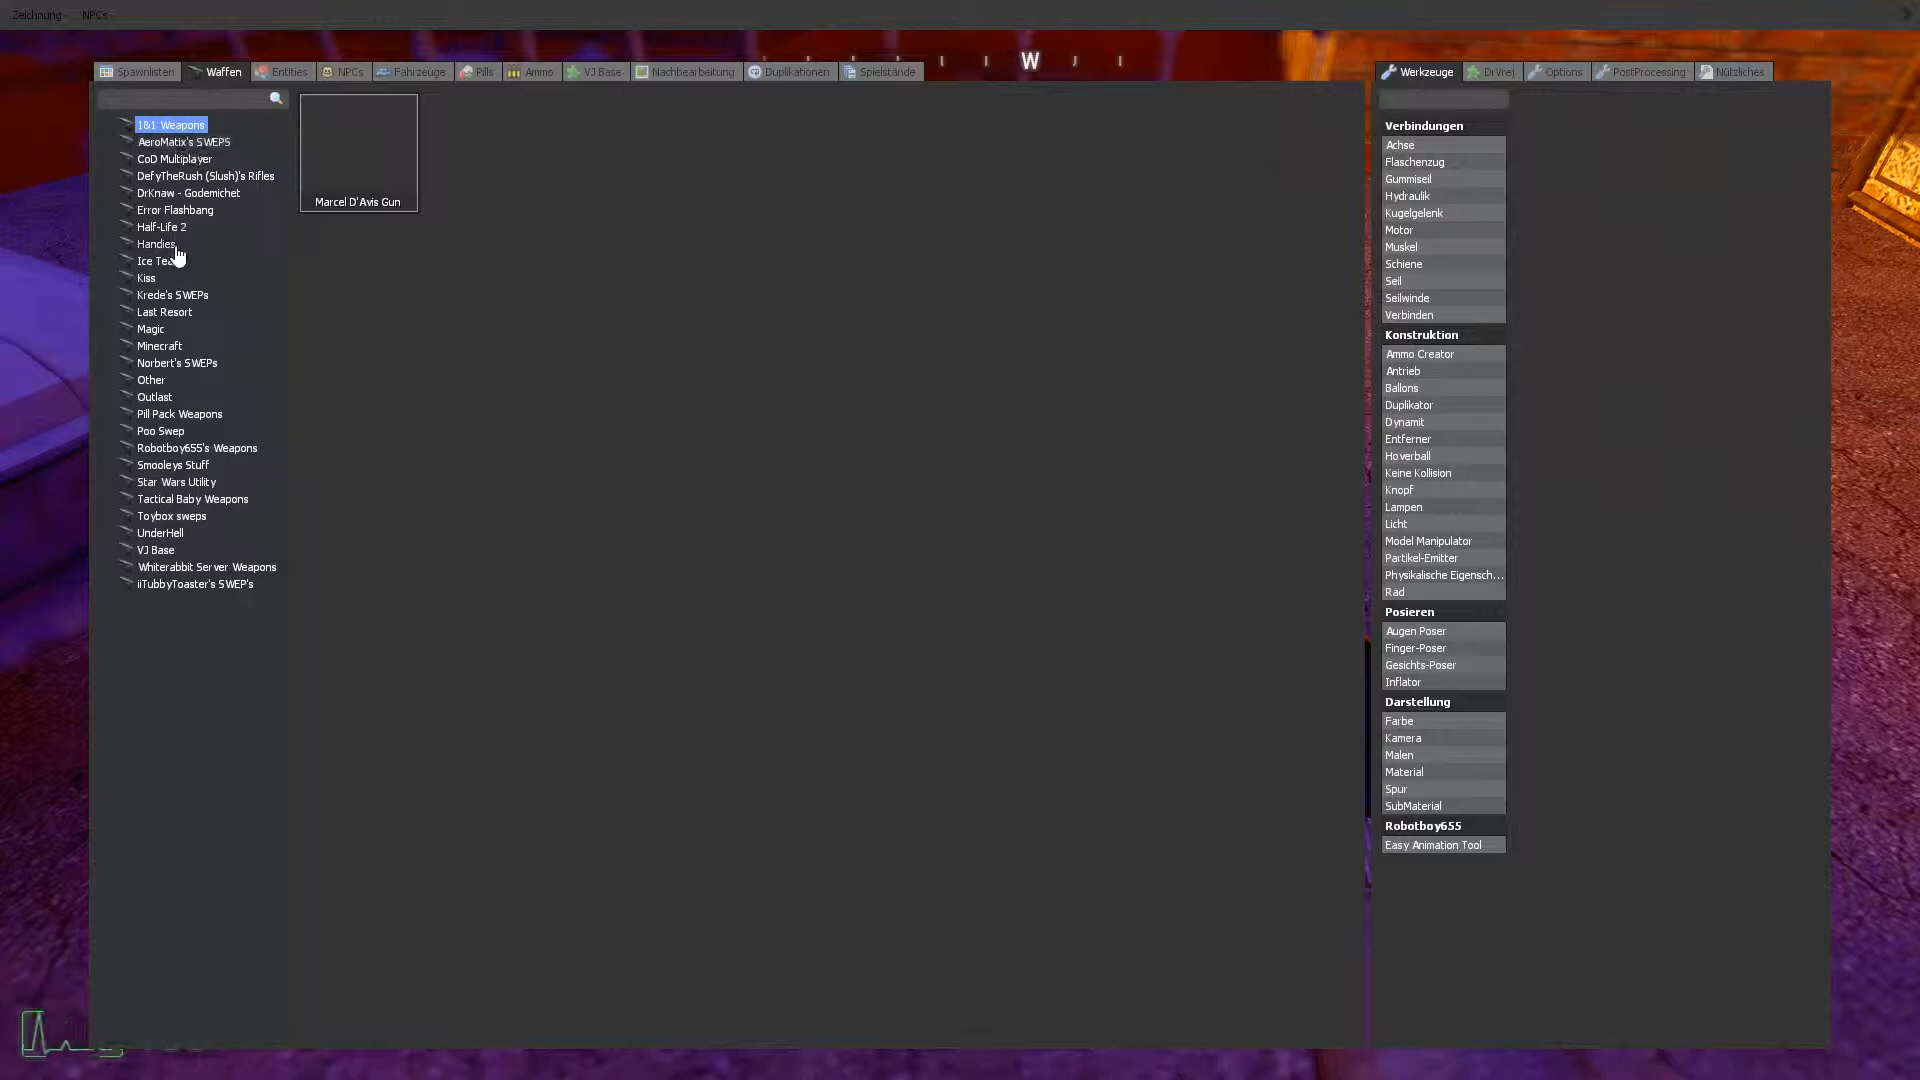 Zeichnung NPCs
W
Spawnlisten Waffen Entities NPCs Fahrzeuge Pills Ammo VJ Base Nachbearbeitung Duplikationen Spielstände
Werkzeuge DrVrej Options PostProcessing Nützliches
1&1 Weapons
AeroMatix's SWEPS
CoD Multiplayer
DefyTheRush (Slush)'s Rifles
DrKnaw - Godemichet
Error Flashbang
Half-Life 2
Handies
Ice Tea
Kiss
Krede's SWEPs
Last Resort
Magic
Minecraft
Norbert's SWEPs
Other
Outlast
Pill Pack Weapons
Poo Swep
Robotboy655's Weapons
Smooleys Stuff
Star Wars Utility
Tactical Baby Weapons
Toybox sweps
UnderHell
VJ Base
Whiterabbit Server Weapons
iiTubbyToaster's SWEP's
Marcel D'Avis Gun
Verbindungen
Achse
Flaschenzug
Gummiseil
Hydraulik
Kugelgelenk
Motor
Muskel
Schiene
Seil
Seilwinde
Verbinden
Konstruktion
Ammo Creator
Antrieb
Ballons
Duplikator
Dynamit
Entferner
Hoverball
Keine Kollision
Knopf
Lampen
Licht
Model Manipulator
Partikel-Emitter
Physikalische Eigensch...
Rad
Posieren
Augen Poser
Finger-Poser
Gesichts-Poser
Inflator
Darstellung
Farbe
Kamera
Malen
Material
Spur
SubMaterial
Robotboy655
Easy Animation Tool